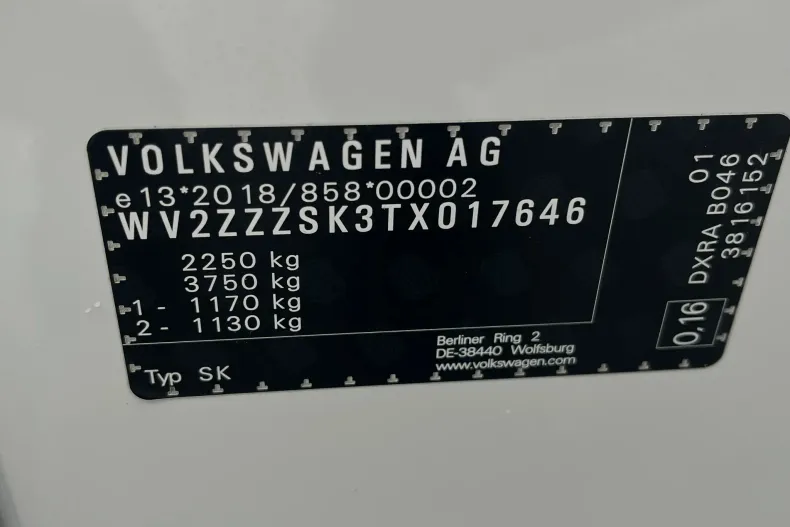 VOLKSWAGEN AG
e13*2018/858*00002
WV2ZZZSK3TX017646
2250 kg
3750 kg
1 - 1170 kg
2 - 1130 kg
Typ SK
Berliner Ring 2
DE-38440 Wolfsburg
www.volkswagen.com
01
DXRA B046
3816152
0,16